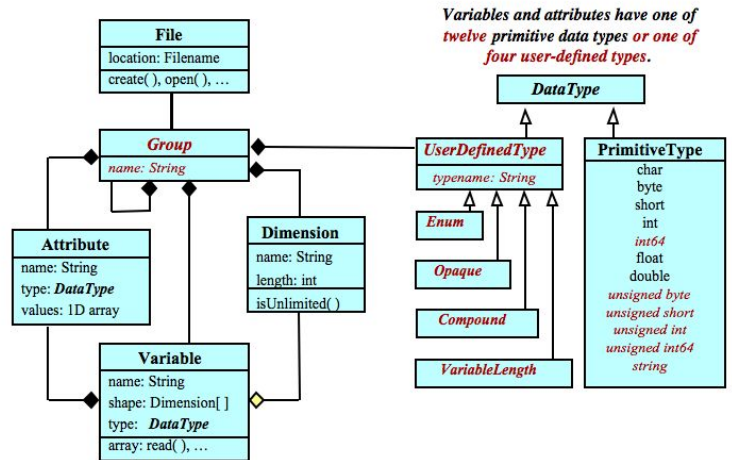 Variables and attributes have one of
twelve primitive data types or one of
four user-defined types.
File
location: Filename
create( ), open( ), …
DataType
Group
name: String
UserDefinedType
typename: String
PrimitiveType
char
byte
short
int
int64
float
double
unsigned byte
unsigned short
unsigned int
unsigned int64
string
Enum
Opaque
Compound
VariableLength
Attribute
name: String
type: DataType
values: 1D array
Dimension
name: String
length: int
isUnlimited( )
Variable
name: String
shape: Dimension[ ]
type: DataType
array: read( ), …